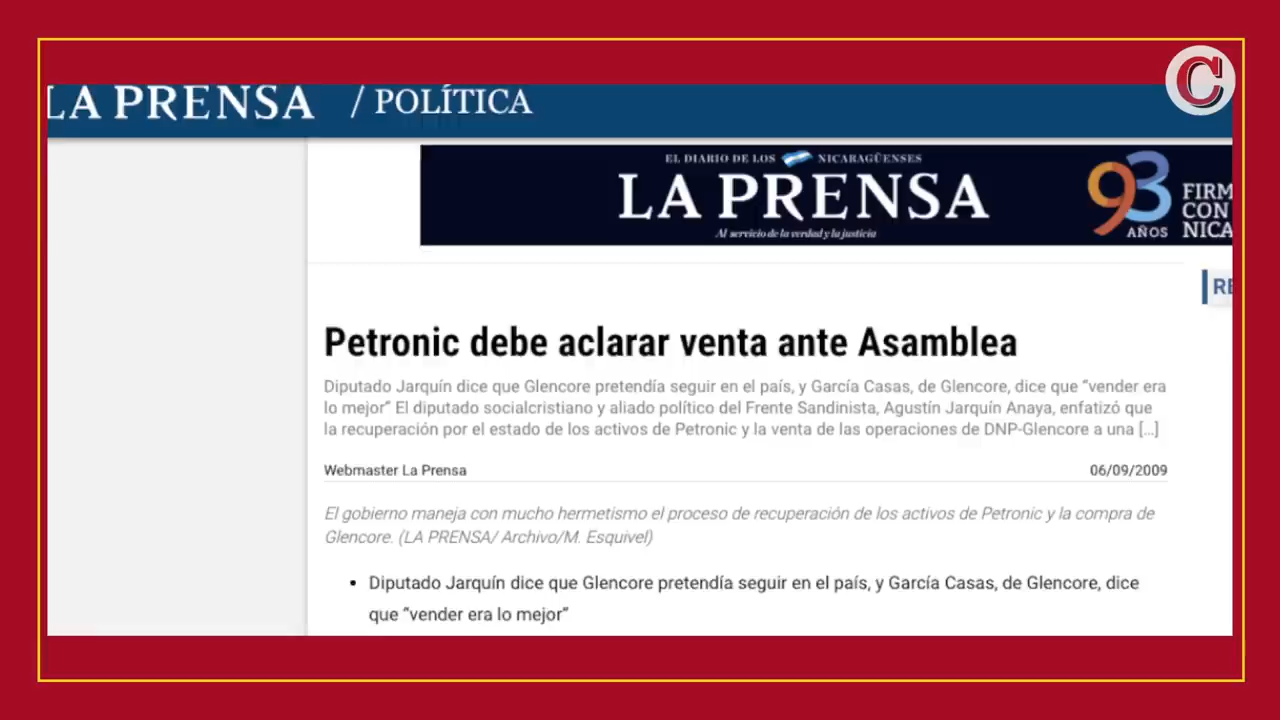 C
LA PRENSA / POLÍTICA
EL DIARIO DE LOS NICARAGÜENSES
LA PRENSA
Al servicio de la verdad y la justicia
93
AÑOS
FIRM
CON
NICA
RE
Petronic debe aclarar venta ante Asamblea
Diputado Jarquín dice que Glencore pretendía seguir en el país, y García Casas, de Glencore, dice que “vender era
lo mejor” El diputado socialcristiano y aliado político del Frente Sandinista, Agustín Jarquín Anaya, enfatizó que
la recuperación por el estado de los activos de Petronic y la venta de las operaciones de DNP-Glencore a una [...]
Webmaster La Prensa 06/09/2009
El gobierno maneja con mucho hermetismo el proceso de recuperación de los activos de Petronic y la compra de
Glencore. (LA PRENSA/ Archivo/M. Esquivel)
• Diputado Jarquín dice que Glencore pretendía seguir en el país, y García Casas, de Glencore, dice
que “vender era lo mejor”